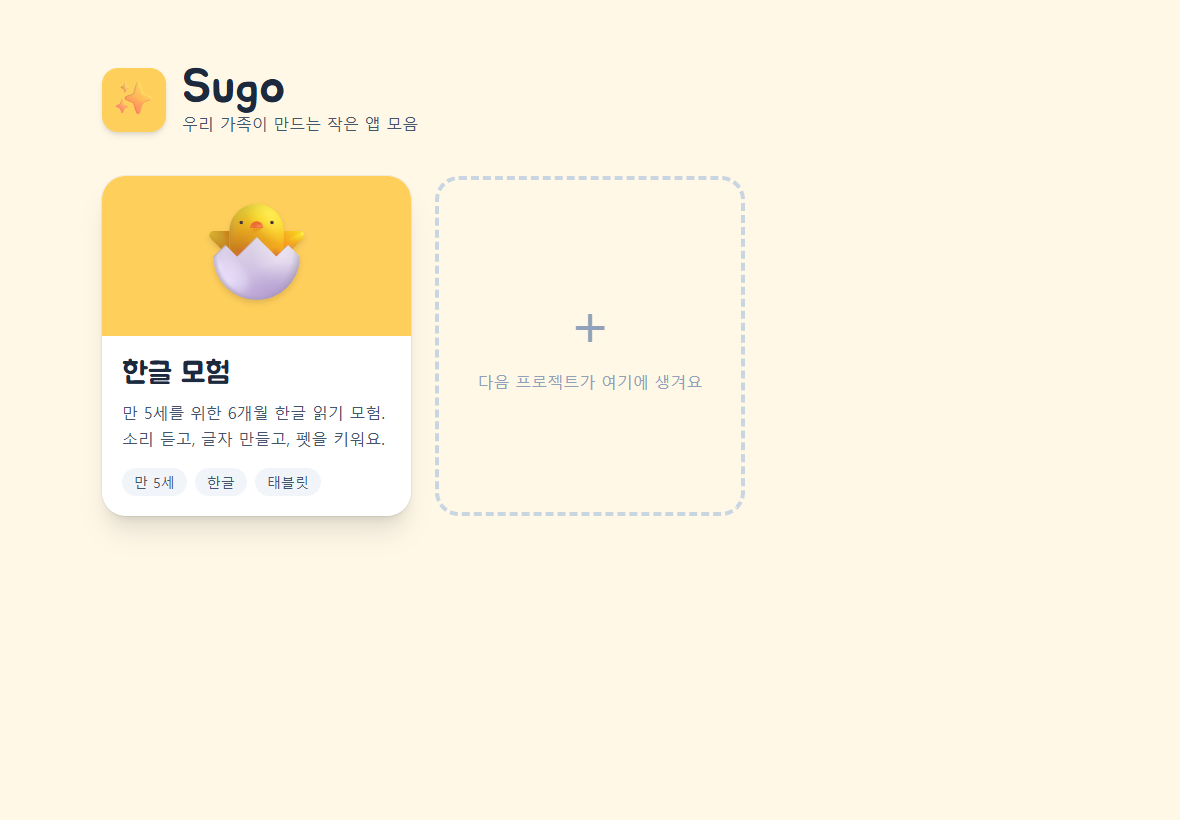 Sugo
우리 가족이 만드는 작은 앱 모음
한글 모험
만 5세를 위한 6개월 한글 읽기 모험.
소리 듣고, 글자 만들고, 펫을 키워요.
만 5세
한글
태블릿
+
다음 프로젝트가 여기에 생겨요